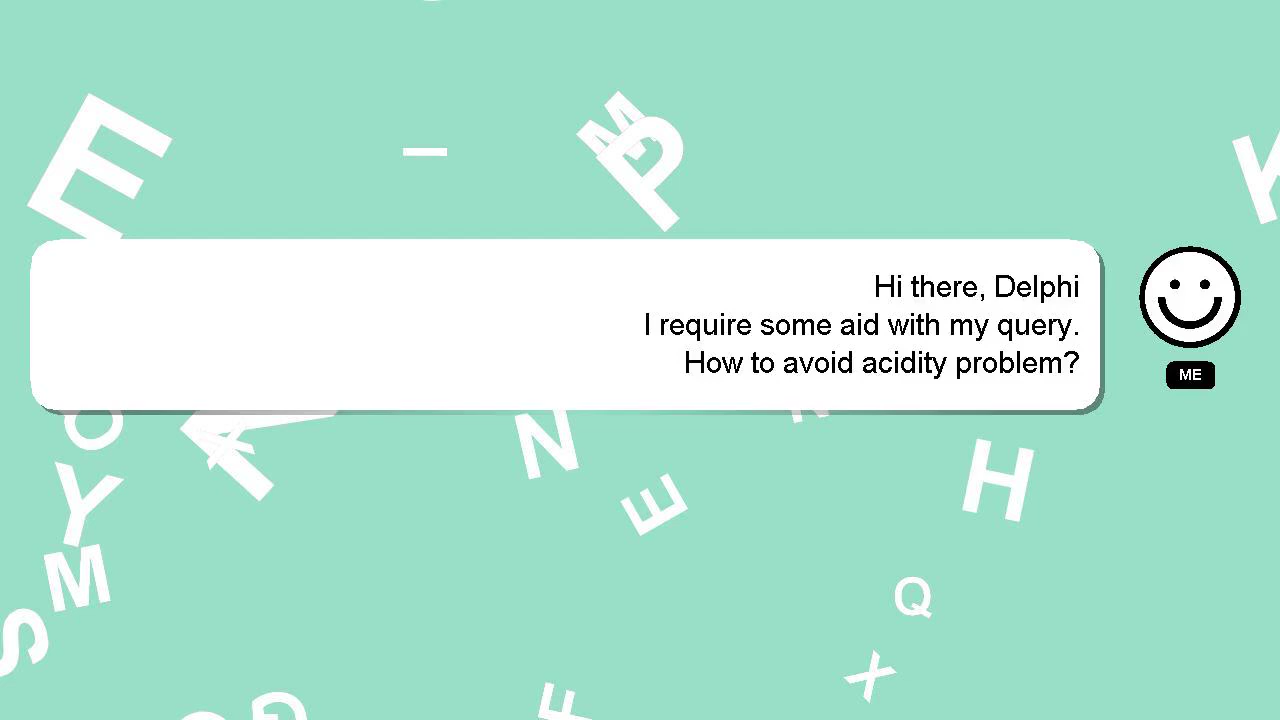 Hi there, Delphi
I require some aid with my query.
How to avoid acidity problem?
ME
E
M
P
K
O
A
N
N
Y
E
H
M
Q
S
X
G
F